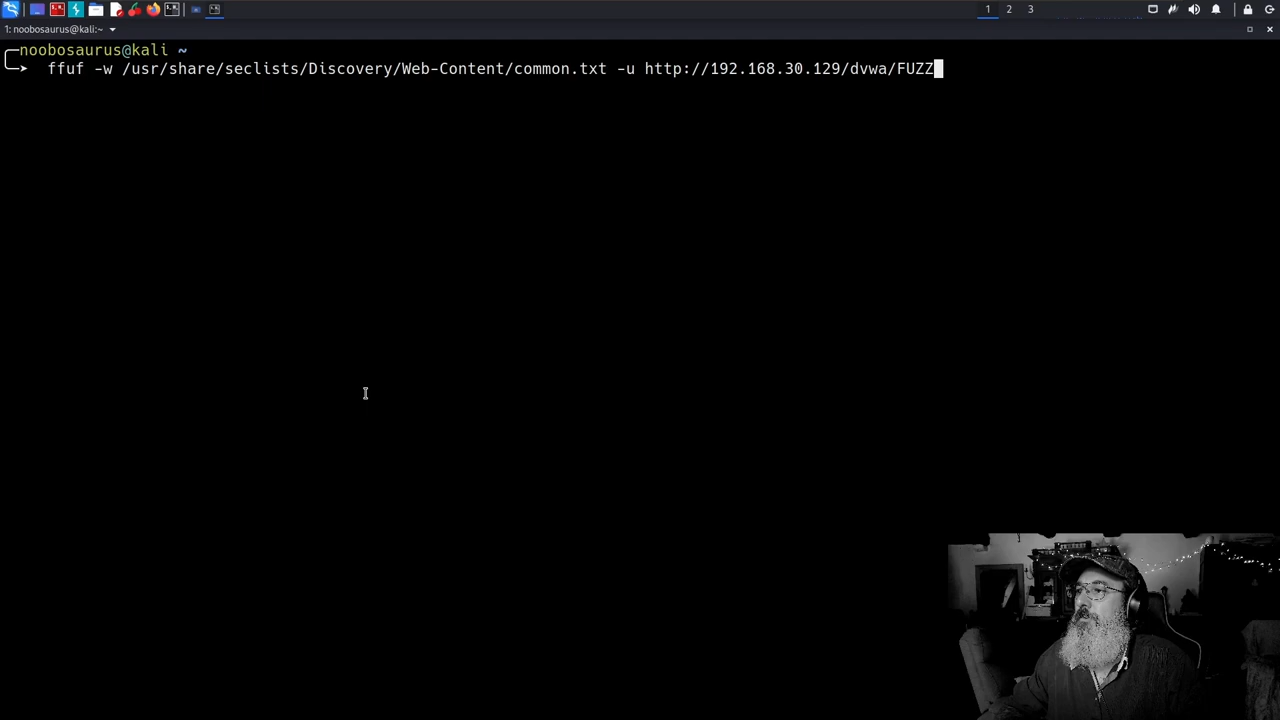 1 2 3
1: noobosaurus@kali:~
noobosaurus@kali ~
ffuf -w /usr/share/seclists/Discovery/Web-Content/common.txt -u http://192.168.30.129/dvwa/FUZZ